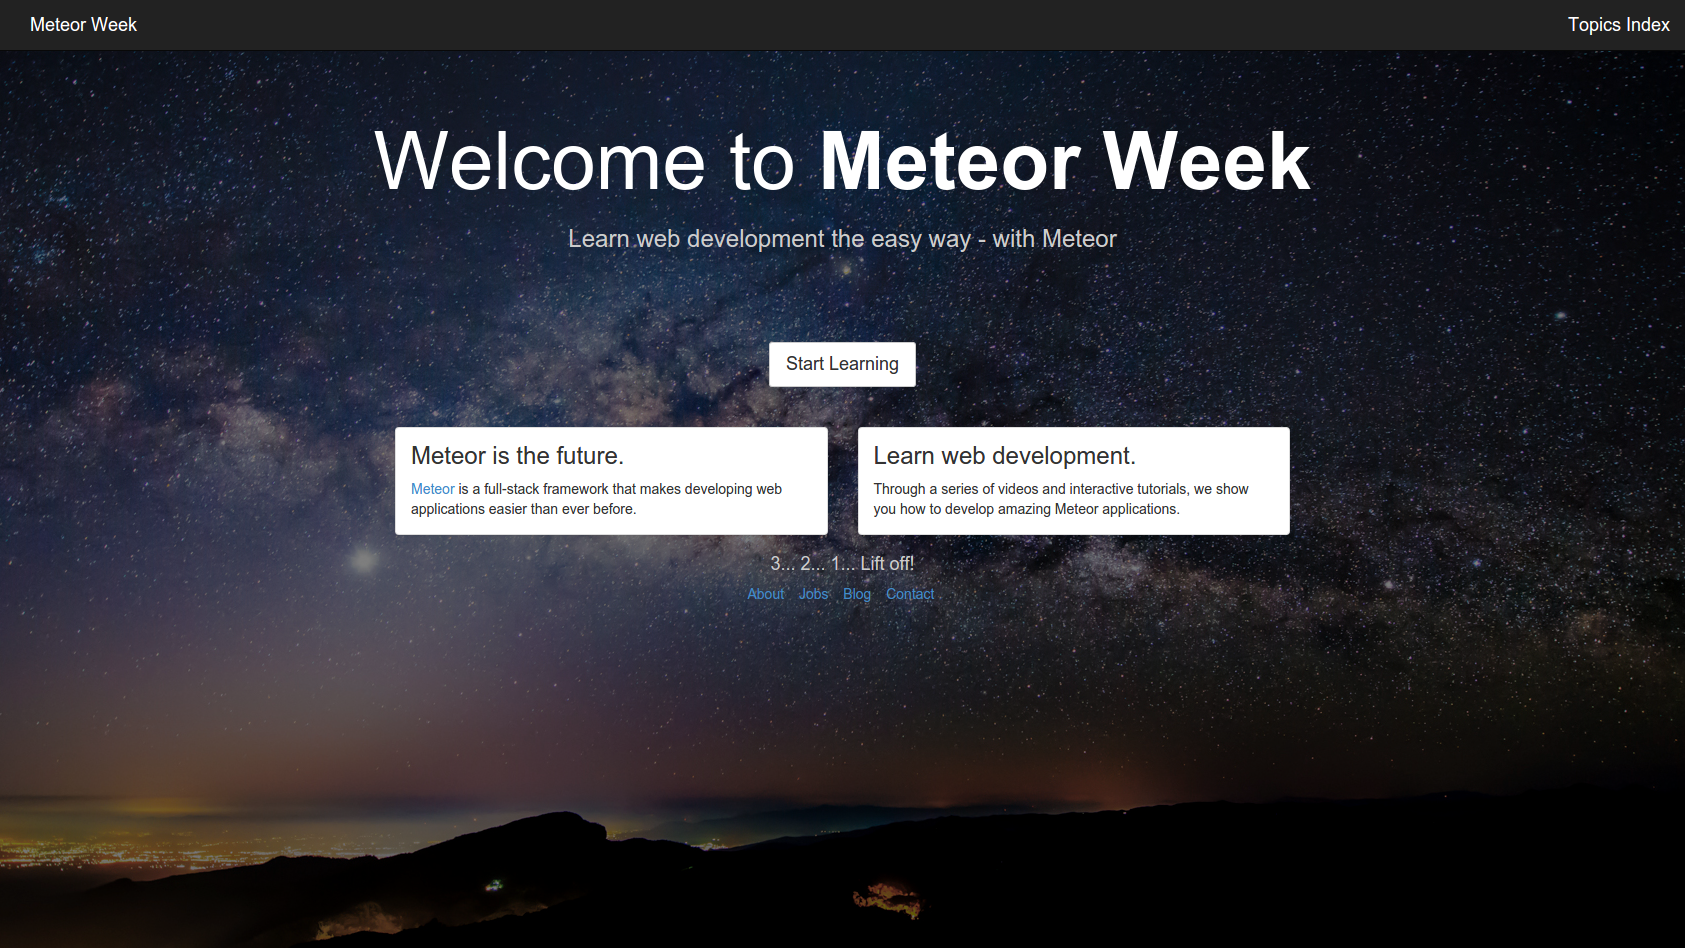 Meteor Week
Topics Index
Welcome to Meteor Week
Learn web development the easy way - with Meteor
Start Learning
Meteor is the future.
Meteor is a full-stack framework that makes developing web
applications easier than ever before.
Learn web development.
Through a series of videos and interactive tutorials, we show
you how to develop amazing Meteor applications.
3... 2... 1... Lift off!
About Jobs Blog Contact